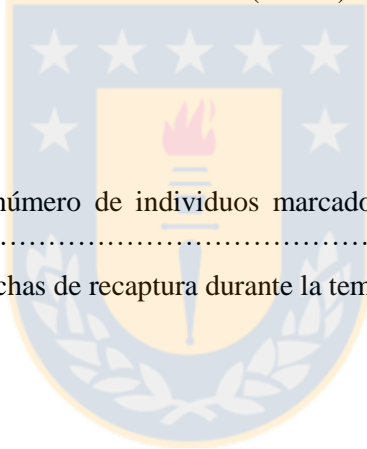 número de individuos marcado
……………………………………
chas de recaptura durante la tem